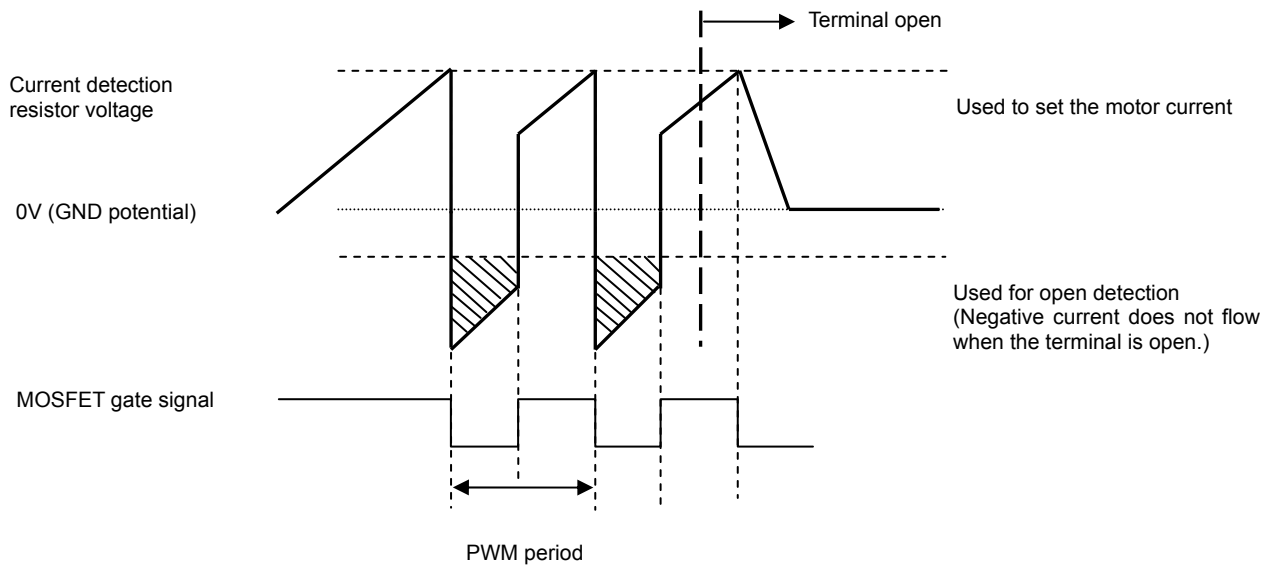 Terminal open
Current detection
resistor voltage
Used to set the motor current
0V (GND potential)
Used for open detection
(Negative current does not flow
when the terminal is open.)
MOSFET gate signal
PWM period